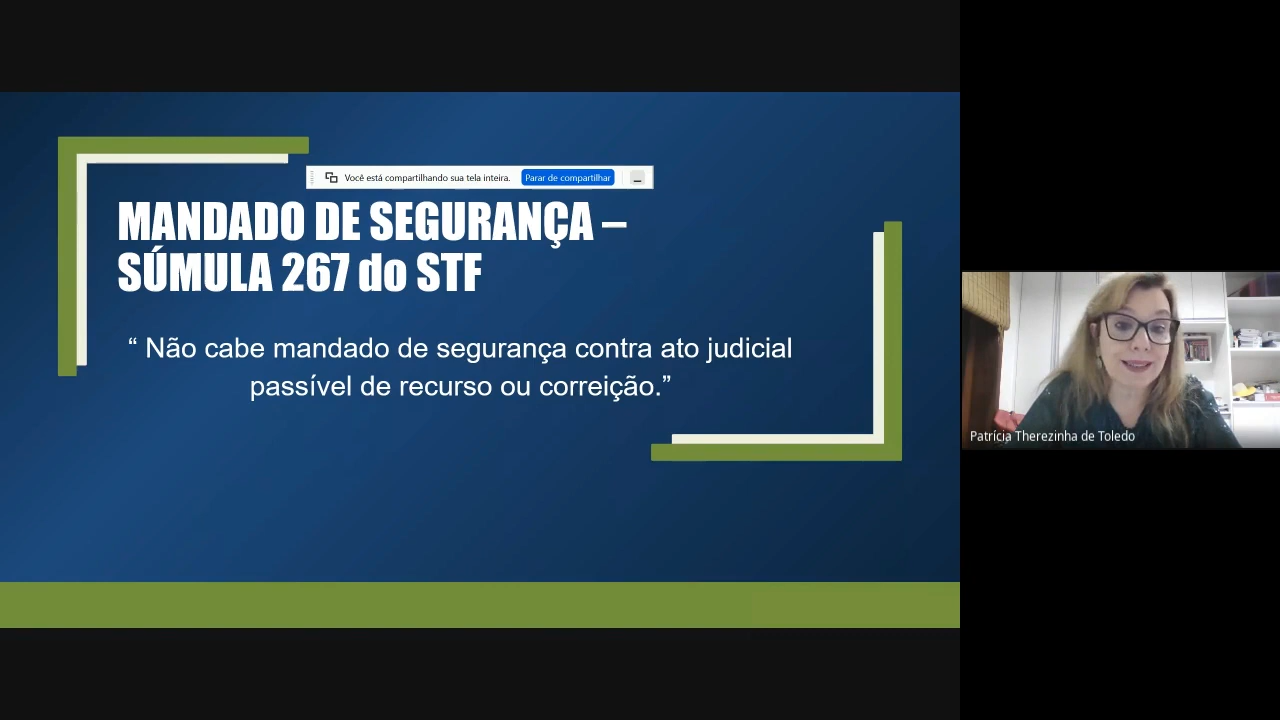 Você está compartilhando sua tela inteira. Parar de compartilhar
MANDADO DE SEGURANÇA –
SÚMULA 267 do STF
“ Não cabe mandado de segurança contra ato judicial
passível de recurso ou correição.”
Patrícia Therezinha de Toledo